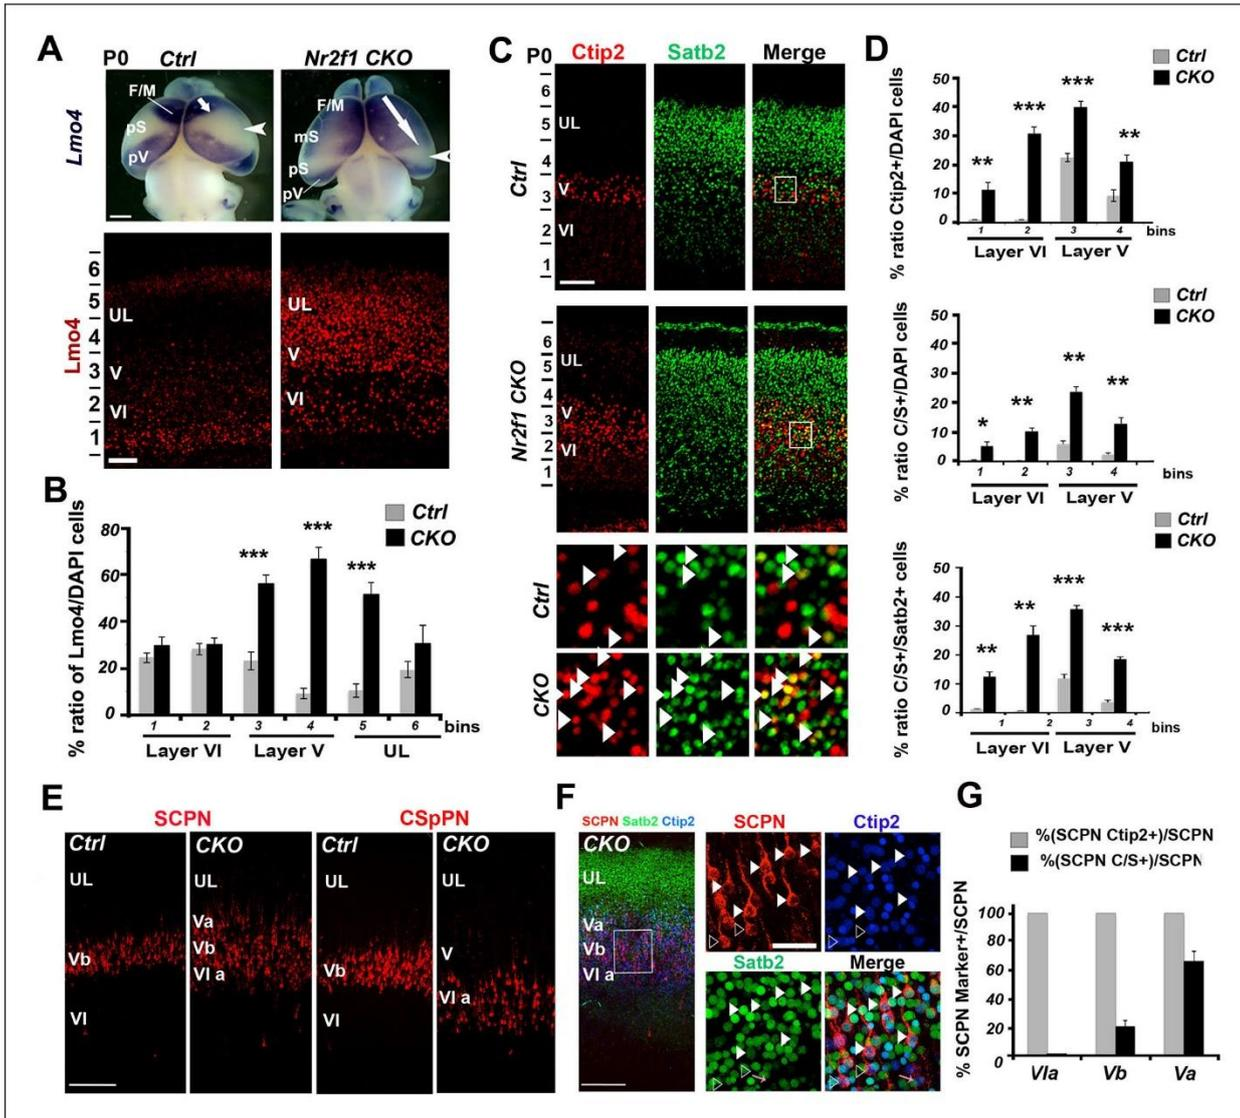 A
P0 Ctrl
Nr2f1 CKO
Lmo4
F/M
pS
pV
F/M
mS
pS
pV
Lmo4
6
5
4
3
2
1
UL
V
VI
UL
V
VI
B
% ratio of Lmo4/DAPI cells
Ctrl
CKO
80
60
40
20
0
***
***
***
1 2 3 4 5 6 bins
Layer VI Layer V UL
C
P0 Ctip2 Satb2 Merge
Ctrl
6
5
4
3
2
1
UL
V
VI
Nr2f1 CKO
6
5
4
3
2
1
UL
V
VI
Ctrl
CKO
D
% ratio Ctip2+/DAPI cells
Ctrl
CKO
50
40
30
20
10
0
**
***
***
**
1 2 3 4 bins
Layer VI Layer V
% ratio C/S+/DAPI cells
Ctrl
CKO
50
40
30
20
10
0
*
**
**
**
1 2 3 4 bins
Layer VI Layer V
% ratio C/S+/Satb2+ cells
Ctrl
CKO
50
40
30
20
10
0
**
**
***
***
1 2 3 4 bins
Layer VI Layer V
E
SCPN CSpPN
Ctrl
UL
Vb
VI
CKO
UL
Va
Vb
VI a
Ctrl
UL
Vb
VI
CKO
UL
V
VI a
F
SCPN Satb2 Ctip2
CKO
UL
Va
Vb
VI a
SCPN
Ctip2
Satb2
Merge
G
%(SCPN Ctip2+)/SCPN
%(SCPN C/S+)/SCPN
% SCPN Marker+/SCPN
100
80
60
40
20
0
VIa Vb Va